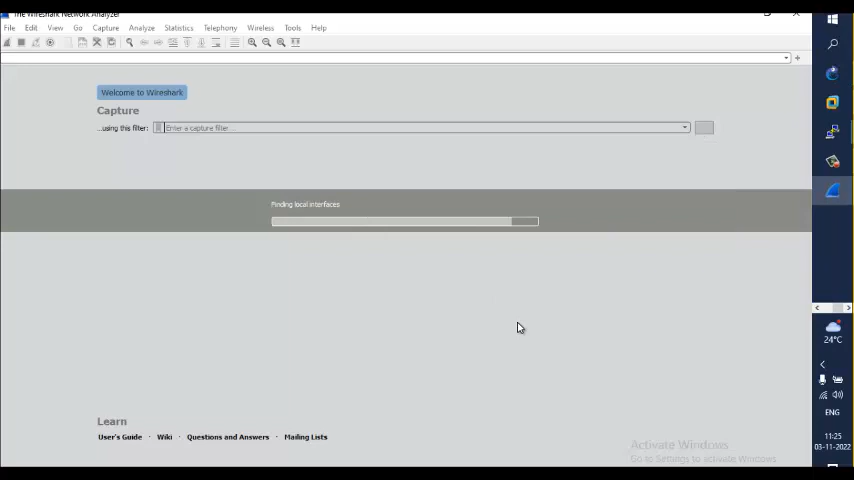 The Wireshark Network Analyzer
File Edit View Go Capture Analyze Statistics Telephony Wireless Tools Help
Welcome to Wireshark
Capture
...using this filter: Enter a capture filter...
Finding local interfaces
Learn
User's Guide · Wiki · Questions and Answers · Mailing Lists
Activate Windows
Go to Settings to activate Windows.
24°C
ENG
11:25
03-11-2022